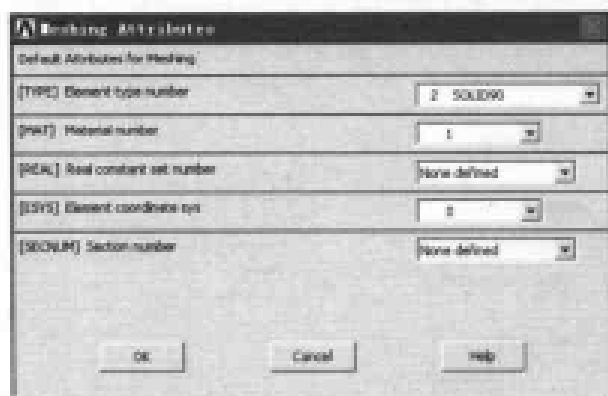 Meshing Attributes
Default Attributes for Meshing
[TYPE] Element type number 2 SOLID90
[MAT] Material number 1
[REAL] Real constant set number None defined
[ESYS] Element coordinate sys 0
[SECNUM] Section number None defined
OK Cancel Help